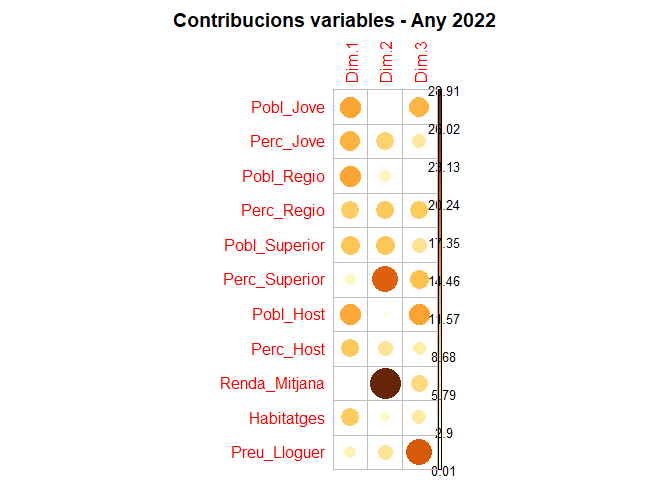 Contribucions variables - Any 2022
Dim.1
Dim.2
Dim.3
Pobl_Jove
Perc_Jove
Pobl_Regio
Perc_Regio
Pobl_Superior
Perc_Superior
Pobl_Host
Perc_Host
Renda_Mitjana
Habitatges
Preu_Lloguer
28.91
26.02
23.13
20.24
17.35
14.46
11.57
8.68
5.79
2.9
0.01